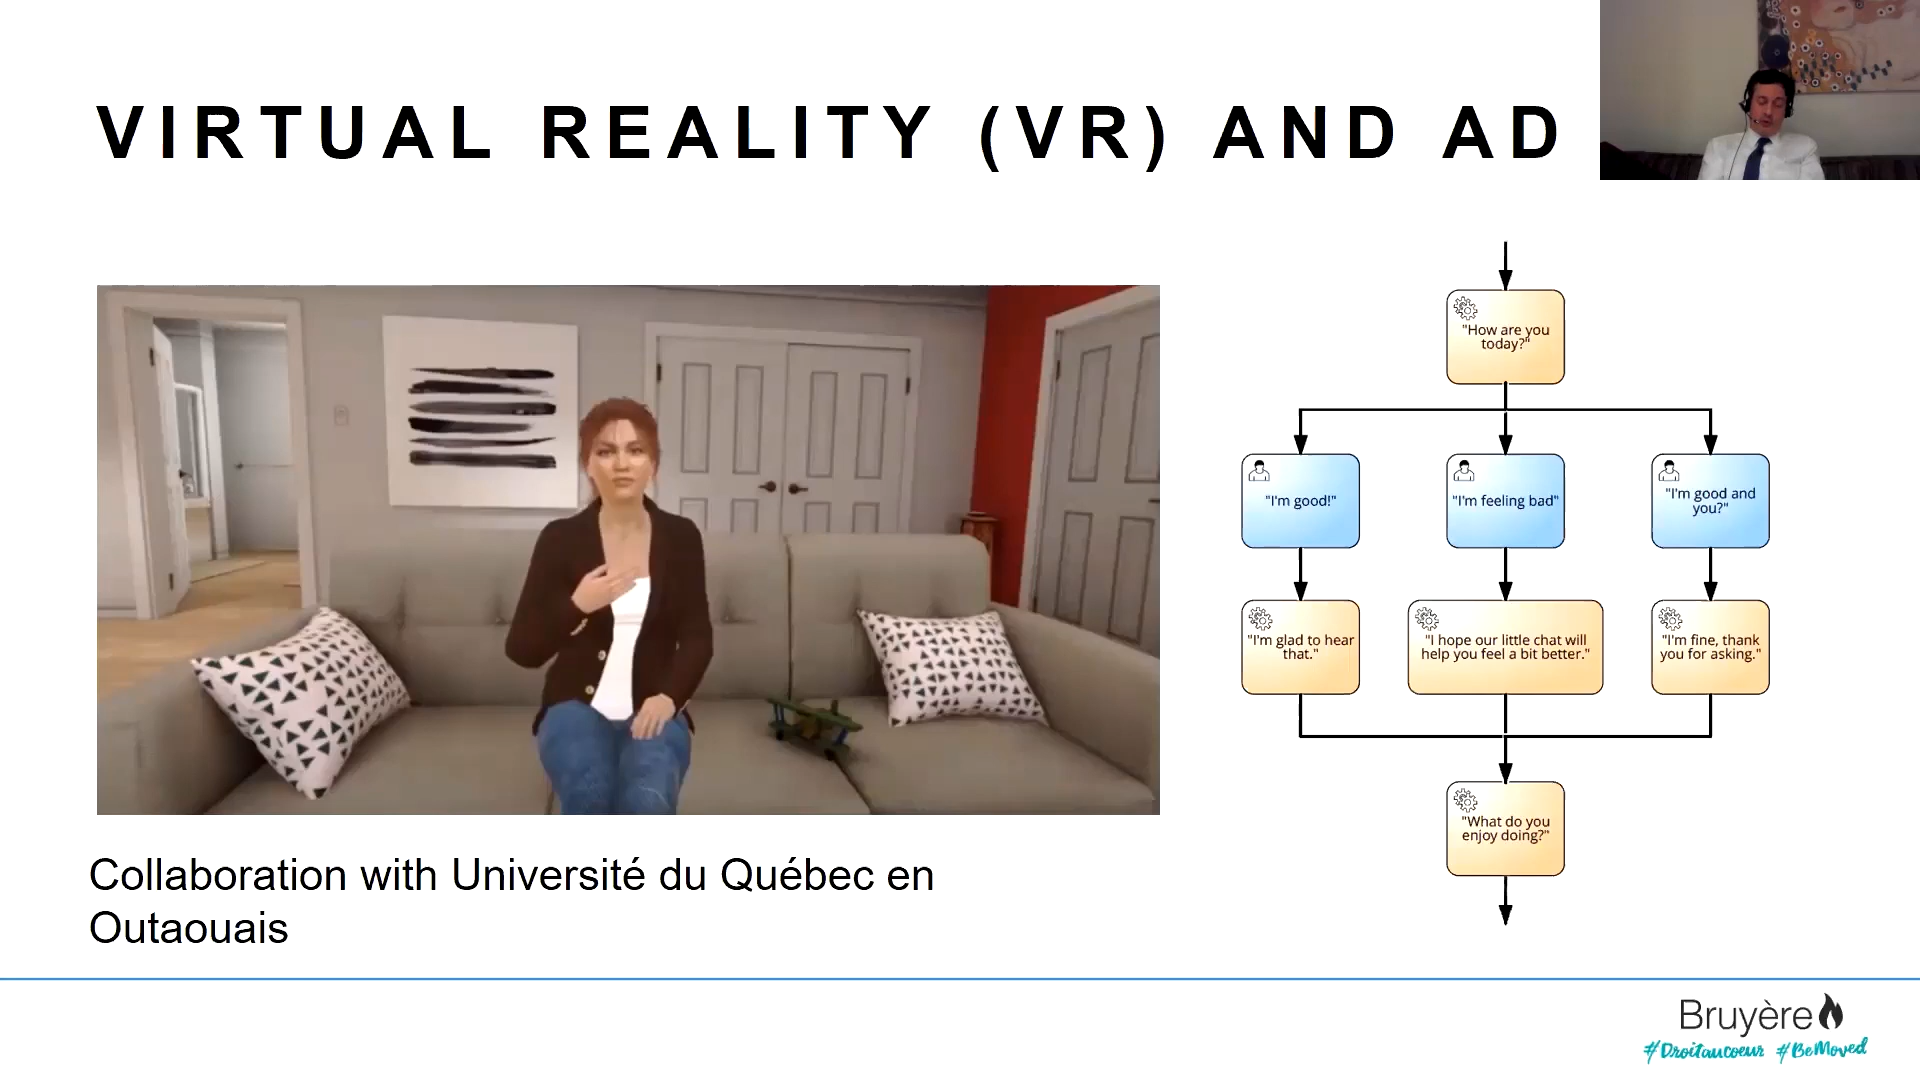 VIRTUAL REALITY (VR) AND AD
"How are you
today?"
"I'm good!"
"I'm feeling bad"
"I'm good and
you?"
"I'm glad to hear
that."
"I hope our little chat will
help you feel a bit better."
"I'm fine, thank
you for asking."
"What do you
enjoy doing?"
Collaboration with Université du Québec en
Outaouais
Bruyère
#Droitaucoeur #BeMoved